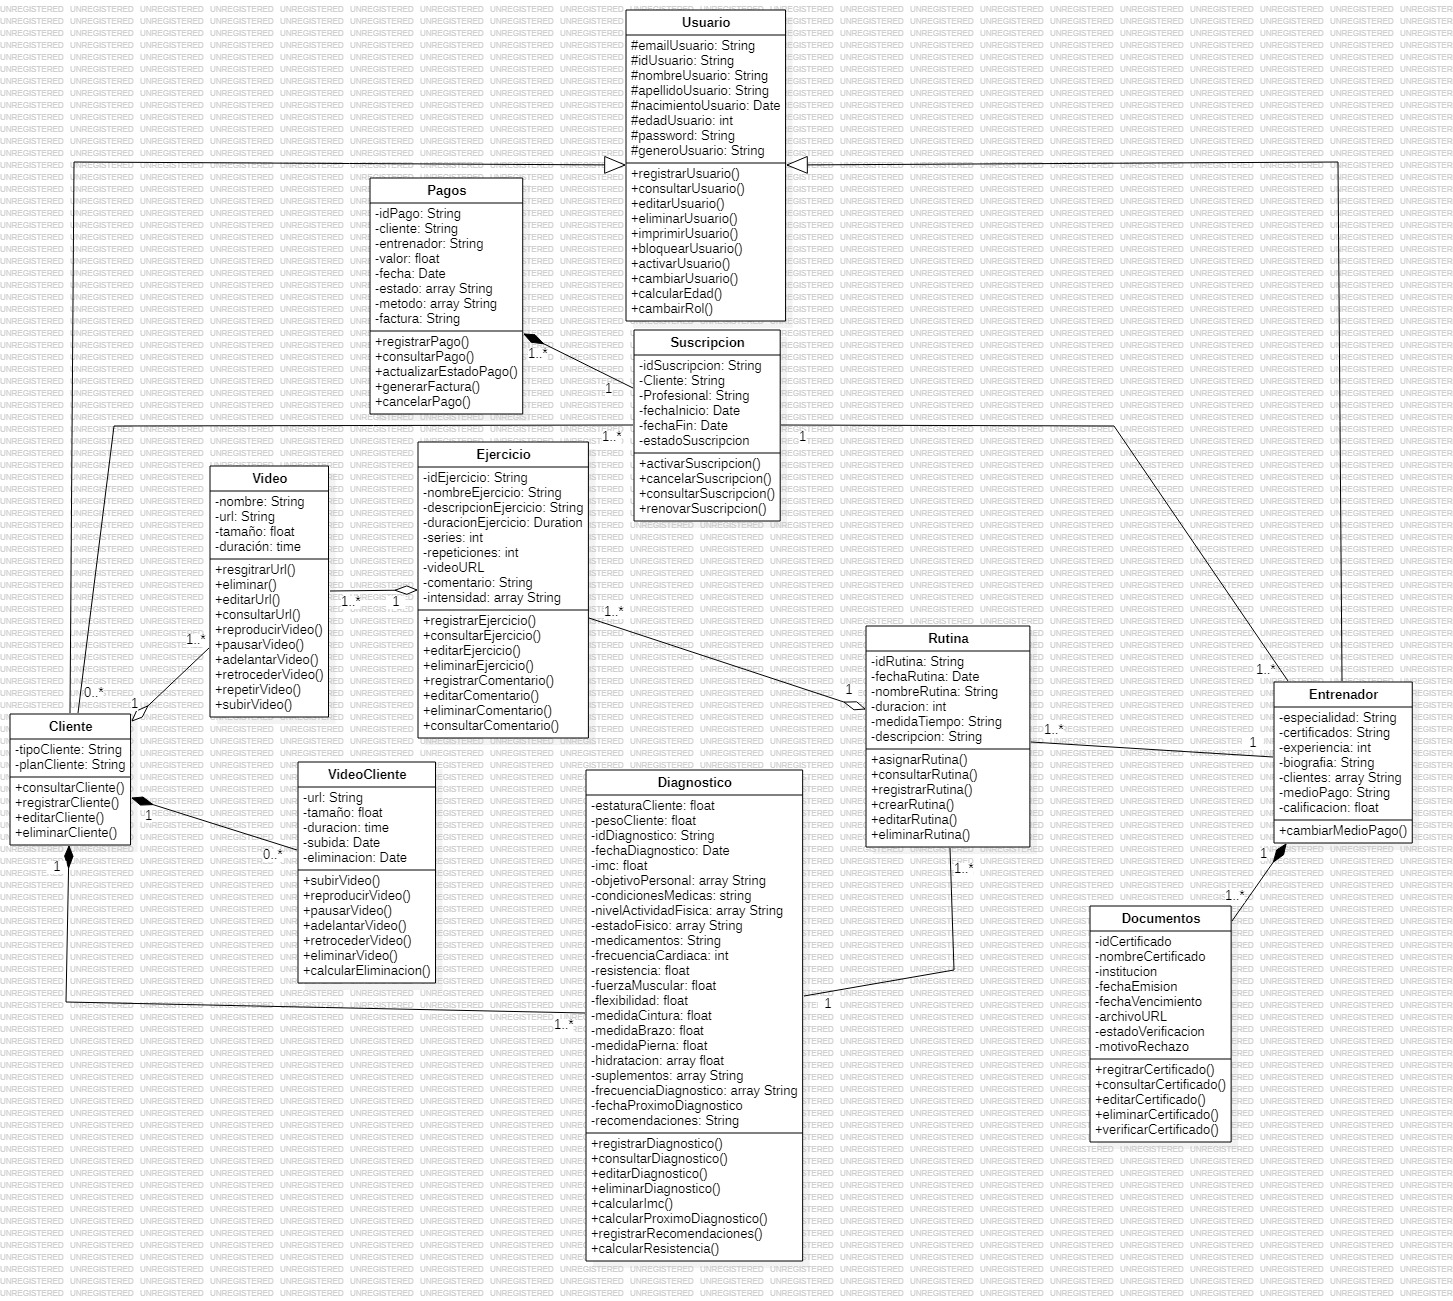 Usuario
#emailUsuario: String
#idUsuario: String
#nombreUsuario: String
#apellidoUsuario: String
#nacimientoUsuario: Date
#edadUsuario: int
#password: String
#generoUsuario: String
+registrarUsuario()
+consultarUsuario()
+editarUsuario()
+eliminarUsuario()
+imprimirUsuario()
+bloquearUsuario()
+activarUsuario()
+cambiarUsuario()
+calcularEdad()
+cambairRol()
Pagos
-idPago: String
-cliente: String
-entrenador: String
-valor: float
-fecha: Date
-estado: array String
-metodo: array String
-factura: String
+registrarPago()
+consultarPago()
+actualizarEstadoPago()
+generarFactura()
+cancelarPago()
1..*
1
Suscripcion
-idSuscripcion: String
-Cliente: String
-Profesional: String
-fechaInicio: Date
-fechaFin: Date
-estadoSuscripcion
+activarSuscripcion()
+cancelarSuscripcion()
+consultarSuscripcion()
+renovarSuscripcion()
1..*
1
Ejercicio
-idEjercicio: String
-nombreEjercicio: String
-descripcionEjercicio: String
-duracionEjercicio: Duration
-series: int
-repeticiones: int
-videoURL
-comentario: String
-intensidad: array String
+registrarEjercicio()
+consultarEjercicio()
+editarEjercicio()
+eliminarEjercicio()
+registrarComentario()
+editarComentario()
+eliminarComentario()
+consultarComentario()
Video
-nombre: String
-url: String
-tamaño: float
-duración: time
+resgitrarUrl()
+eliminar()
+editarUrl()
+consultarUrl()
+reproducirVideo()
+pausarVideo()
+adelantarVideo()
+retrocederVideo()
+repetirVideo()
+subirVideo()
1..*
1
1..*
1
1..*
1
0..*
1..*
Cliente
-tipoCliente: String
-planCliente: String
+consultarCliente()
+registrarCliente()
+editarCliente()
+eliminarCliente()
1
0..*
1
VideoCliente
-url: String
-tamaño: float
-duracion: time
-subida: Date
-eliminacion: Date
+subirVideo()
+reproducirVideo()
+pausarVideo()
+adelantarVideo()
+retrocederVideo()
+eliminarVideo()
+calcularEliminacion()
Rutina
-idRutina: String
-fechaRutina: Date
-nombreRutina: String
-duracion: int
-medidaTiempo: String
-descripcion: String
+asignarRutina()
+consultarRutina()
+registrarRutina()
+crearRutina()
+editarRutina()
+eliminarRutina()
1..*
1
Entrenador
-especialidad: String
-certificados: String
-experiencia: int
-biografia: String
-clientes: array String
-medioPago: String
-calificacion: float
+cambiarMedioPago()
1
1..*
Diagnostico
-estaturaCliente: float
-pesoCliente: float
-idDiagnostico: String
-fechaDiagnostico: Date
-imc: float
-objetivoPersonal: array String
-condicionesMedicas: string
-nivelActividadFisica: array String
-estadoFisico: array String
-medicamentos: String
-frecuenciaCardiaca: int
-resistencia: float
-fuerzaMuscular: float
-flexibilidad: float
-medidaCintura: float
-medidaBrazo: float
-medidaPierna: float
-hidratacion: array float
-suplementos: array String
-frecuenciaDiagnostico: array String
-fechaProximoDiagnostico
-recomendaciones: String
+registrarDiagnostico()
+consultarDiagnostico()
+editarDiagnostico()
+eliminarDiagnostico()
+calcularImc()
+calcularProximoDiagnostico()
+registrarRecomendaciones()
+calcularResistencia()
1..*
1..*
1
Documentos
-idCertificado
-nombreCertificado
-institucion
-fechaEmision
-fechaVencimiento
-archivoURL
-estadoVerificacion
-motivoRechazo
+regitrarCertificado()
+consultarCertificado()
+editarCertificado()
+eliminarCertificado()
+verificarCertificado()
UNREGISTERED